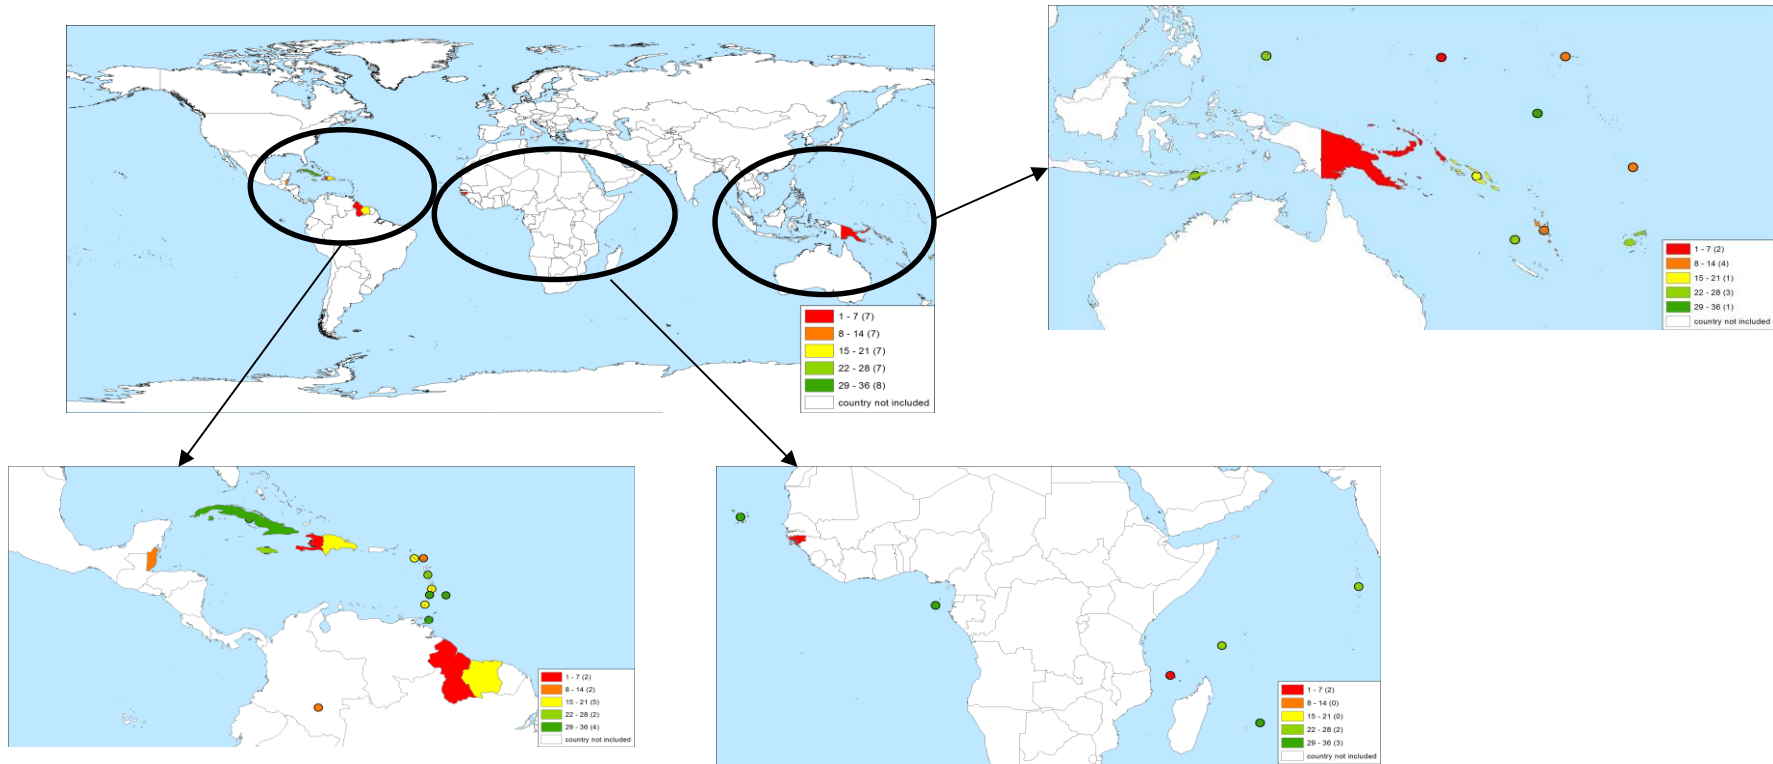 1 - 7 (7)
8 - 14 (7)
15 - 21 (7)
22 - 28 (7)
29 - 36 (8)
country not included
1 - 7 (2)
8 - 14 (4)
15 - 21 (1)
22 - 28 (3)
29 - 36 (1)
country not included
1 - 7 (2)
8 - 14 (2)
15 - 21 (5)
22 - 28 (2)
29 - 36 (4)
country not included
1 - 7 (2)
8 - 14 (0)
15 - 21 (0)
22 - 28 (2)
29 - 36 (3)
country not included